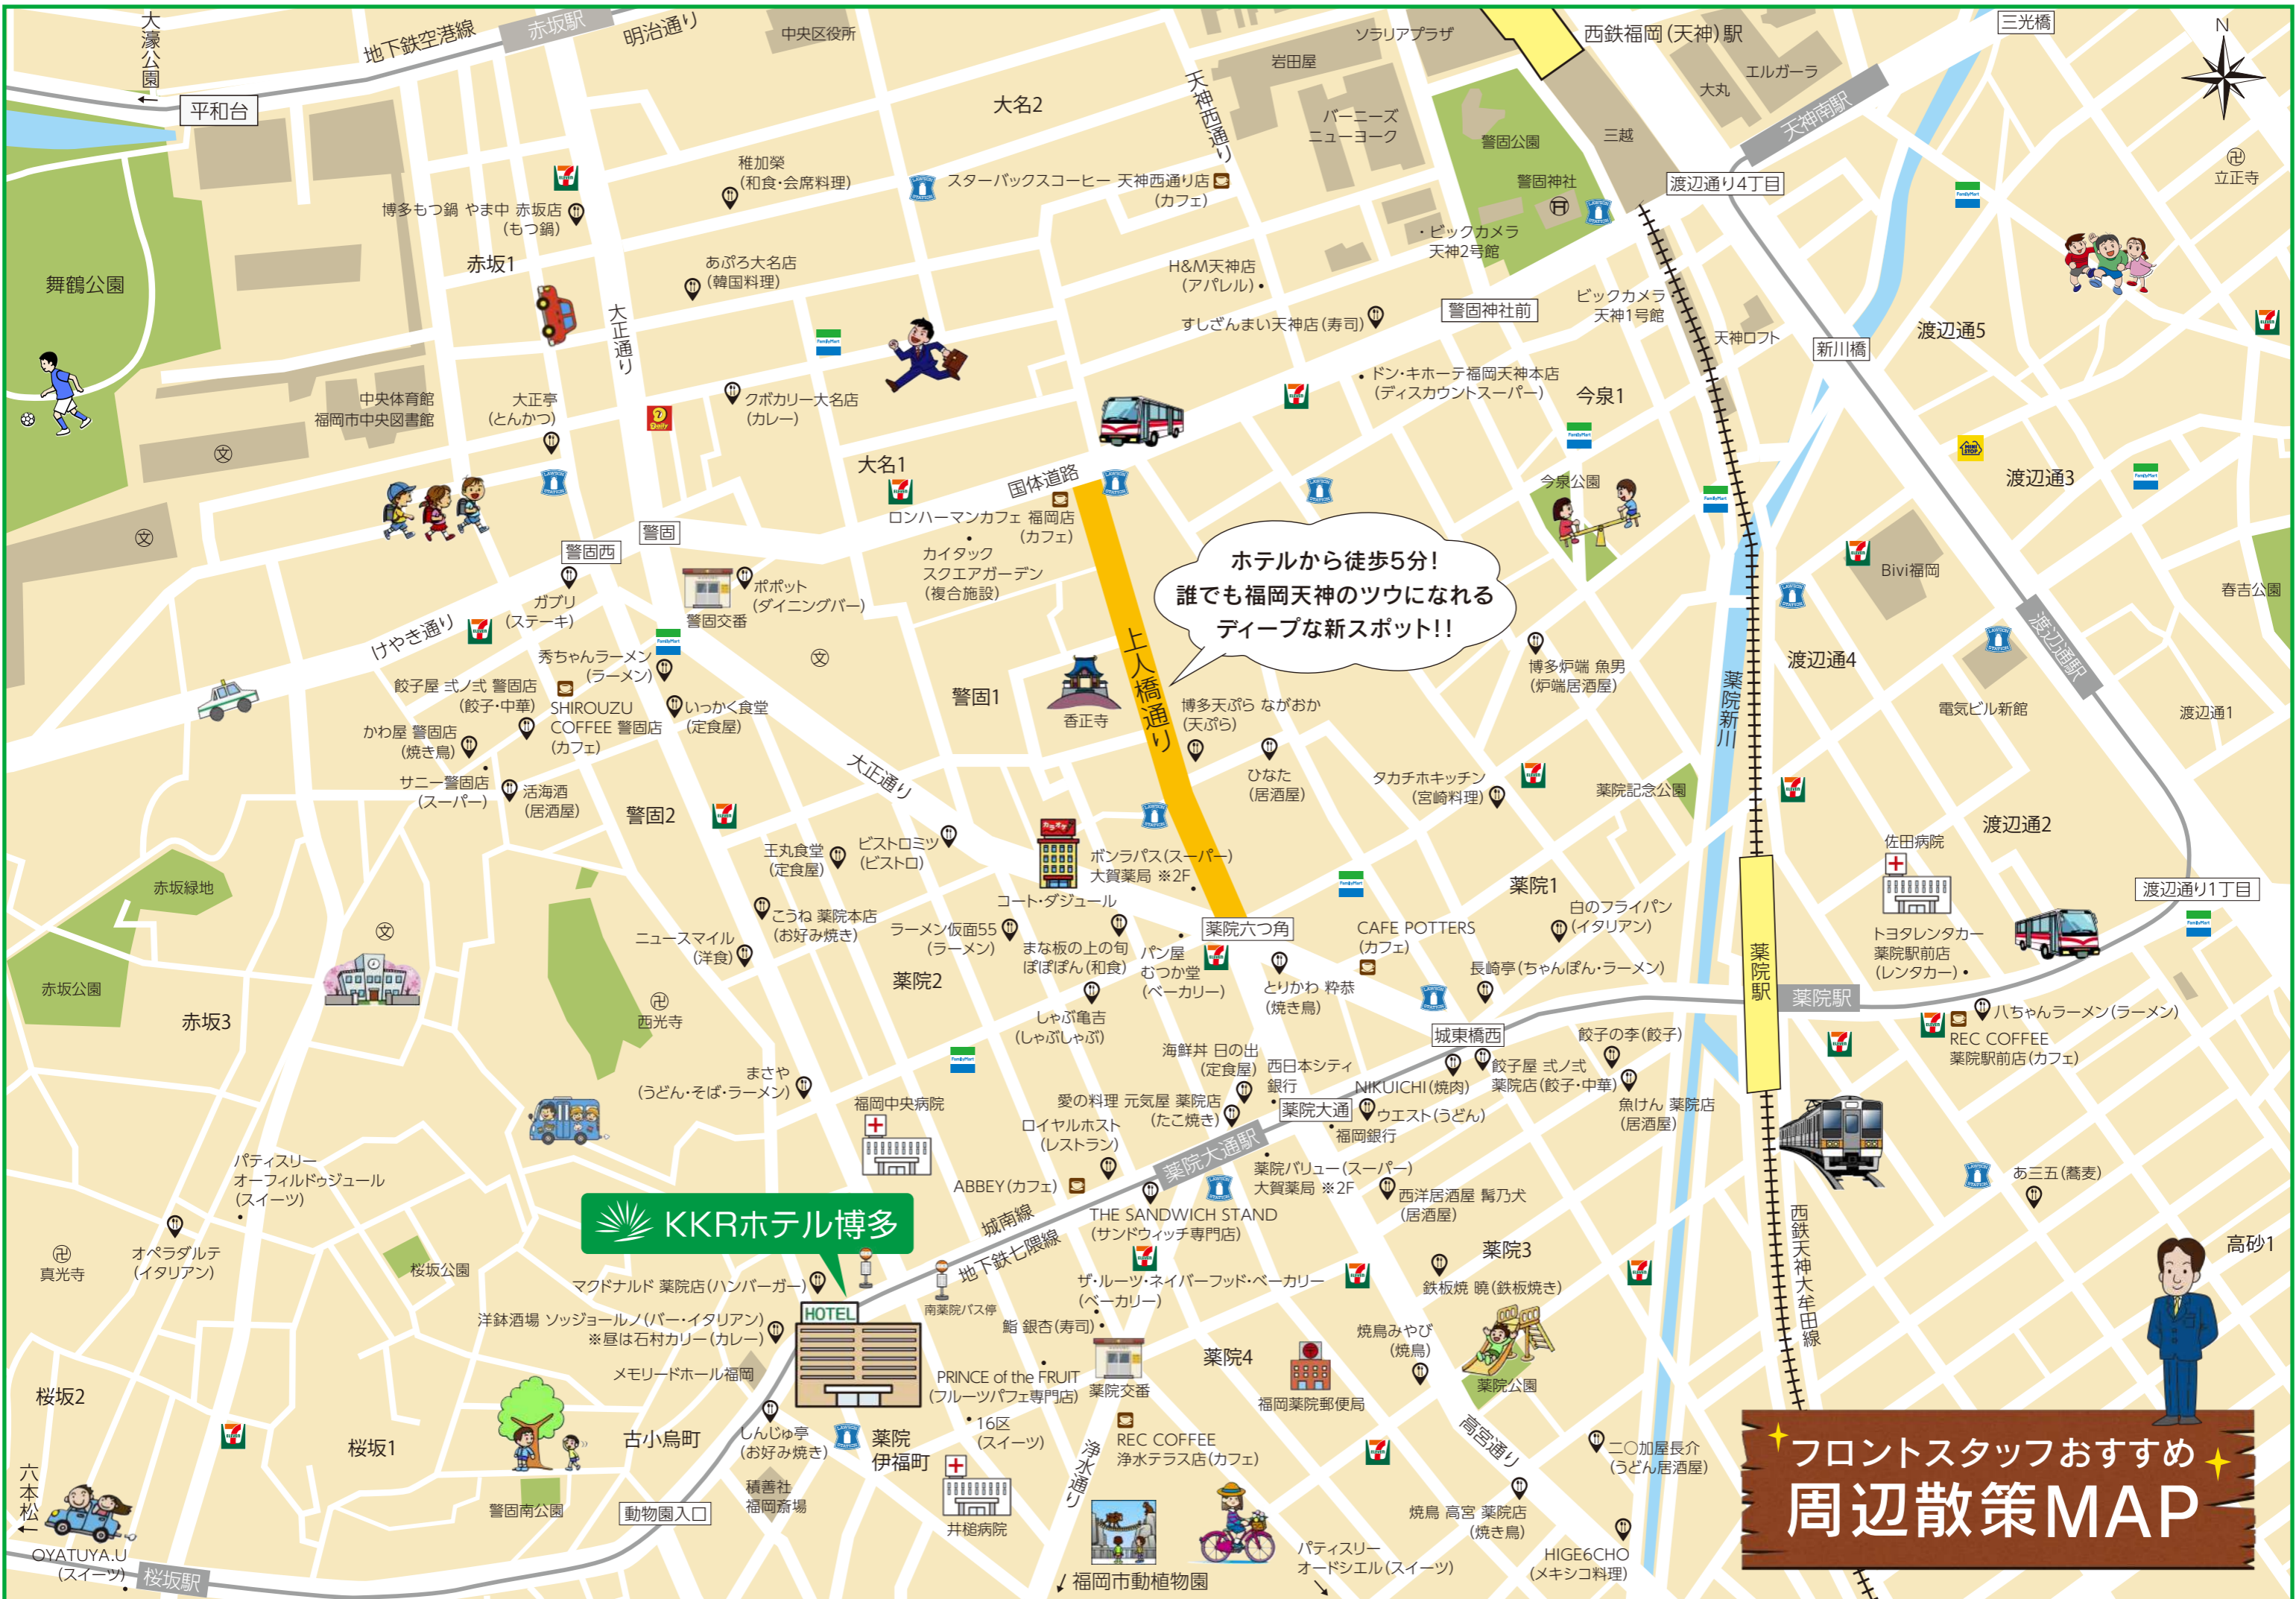 大濠公園
←
地下鉄空港線
赤坂駅
明治通り
中央区役所
ソラリアプラザ
岩田屋
西鉄福岡(天神)駅
三光橋
N
エルガーラ
大丸
天神南駅
平和台
大名2
天神西通り
バーニーズ
ニューヨーク
警固公園
三越
警固神社
渡辺通り4丁目
卍
立正寺
稚加榮
(和食・会席料理)
スターバックスコーヒー 天神西通り店
(カフェ)
博多もつ鍋 やま中 赤坂店
(もつ鍋)
赤坂1
舞鶴公園
あぷろ大名店
(韓国料理)
大正通り
・ビックカメラ
天神2号館
H&M天神店
(アパレル)・
すしざんまい天神店(寿司)
警固神社前
ビックカメラ・
天神1号館
天神ロフト
新川橋
渡辺通5
中央体育館
福岡市中央図書館
大正亭
(とんかつ)
クボカリー大名店
(カレー)
・ドン・キホーテ福岡天神本店
(ディスカウントスーパー)
今泉1
文
文
大名1
国体道路
ロンハーマンカフェ 福岡店
(カフェ)
今泉公園
渡辺通3
警固
警固西
カイタック
スクエアガーデン
(複合施設)
ホテルから徒歩5分!
誰でも福岡天神のツウになれる
ディープな新スポット!!
Bivi福岡
春吉公園
ガブリ
(ステーキ)
ポポット
(ダイニングバー)
警固交番
けやき通り
秀ちゃんラーメン
(ラーメン)
文
上人橋通り
博多炉端 魚男
(炉端居酒屋)
薬院新川
渡辺通4
渡辺通駅
餃子屋 弐ノ弐 警固店
(餃子・中華)
SHIROUZU
COFFEE 警固店
(カフェ)
いっかく食堂
(定食屋)
警固1
香正寺
博多天ぷら ながおか
(天ぷら)
電気ビル新館
渡辺通1
かわ屋 警固店
(焼き鳥)
サニー警固店
(スーパー)
活海酒
(居酒屋)
大正通り
ひなた
(居酒屋)
タカチホキッチン
(宮崎料理)
薬院記念公園
警固2
王丸食堂
(定食屋)
ビストロミツ
(ビストロ)
カラオケ
ボンラパス(スーパー)
大賀薬局 ※2F
コート・ダジュール
渡辺通2
佐田病院
赤坂緑地
薬院1
渡辺通り1丁目
こうね 薬院本店
(お好み焼き)
ラーメン仮面55
(ラーメン)
薬院六つ角
CAFE POTTERS
(カフェ)
白のフライパン
(イタリアン)
文
ニュースマイル
(洋食)
まな板の上の旬
ぽぽぽん(和食)
パン屋
むつか堂
(ベーカリー)
とりかわ 粋恭
(焼き鳥)
長崎亭(ちゃんぽん・ラーメン)
薬院駅
トヨタレンタカー
薬院駅前店
(レンタカー)・
赤坂公園
薬院2
赤坂3
卍
西光寺
しゃぶ亀吉
(しゃぶしゃぶ)
薬院駅
八ちゃんラーメン(ラーメン)
REC COFFEE
薬院駅前店(カフェ)
城東橋西
餃子の李(餃子)
海鮮丼 日の出
(定食屋)
西日本シティ
銀行
NIKUICHI(焼肉)
餃子屋 弐ノ弐
薬院店(餃子・中華)
まさや
(うどん・そば・ラーメン)
愛の料理 元気屋 薬院店
(たこ焼き)
薬院大通
ウエスト(うどん)
福岡銀行
魚けん 薬院店
(居酒屋)
福岡中央病院
ロイヤルホスト
(レストラン)
薬院大通駅
薬院バリュー(スーパー)
大賀薬局 ※2F
パティスリー
オーフィルドゥジュール
(スイーツ)
ABBEY(カフェ)
西洋居酒屋 髯乃犬
(居酒屋)
あ三五(蕎麦)
KKRホテル博多
城南線
地下鉄七隈線
THE SANDWICH STAND
(サンドウィッチ専門店)
薬院3
西鉄天神大牟田線
高砂1
卍
真光寺
オペラダルテ
(イタリアン)
桜坂公園
マクドナルド 薬院店(ハンバーガー)
南薬院バス停
ザ・ルーツ・ネイバーフッド・ベーカリー
(ベーカリー)
鉄板焼 曉(鉄板焼き)
HOTEL
洋鉢酒場 ソッジョールノ(バー・イタリアン)
※昼は石村カリー(カレー)
鮨 銀杏(寿司)・
焼鳥みやび
(焼鳥)
メモリードホール福岡
PRINCE of the FRUIT
(フルーツパフェ専門店)
薬院交番
薬院4
福岡薬院郵便局
薬院公園
桜坂2
桜坂1
古小烏町
しんじゅ亭
(お好み焼き)
薬院
伊福町
・16区
(スイーツ)
REC COFFEE
浄水テラス店(カフェ)
浄水通り
高宮通り
二〇加屋長介
(うどん居酒屋)
六本松
←
警固南公園
動物園入口
積善社
福岡斎場
井槌病院
焼鳥 高宮 薬院店
(焼き鳥)
OYATUYA.U
(スイーツ)
桜坂駅
↙ 福岡市動植物園
パティスリー
オードシエル(スイーツ)
HIGE6CHO
(メキシコ料理)
フロントスタッフおすすめ
周辺散策MAP